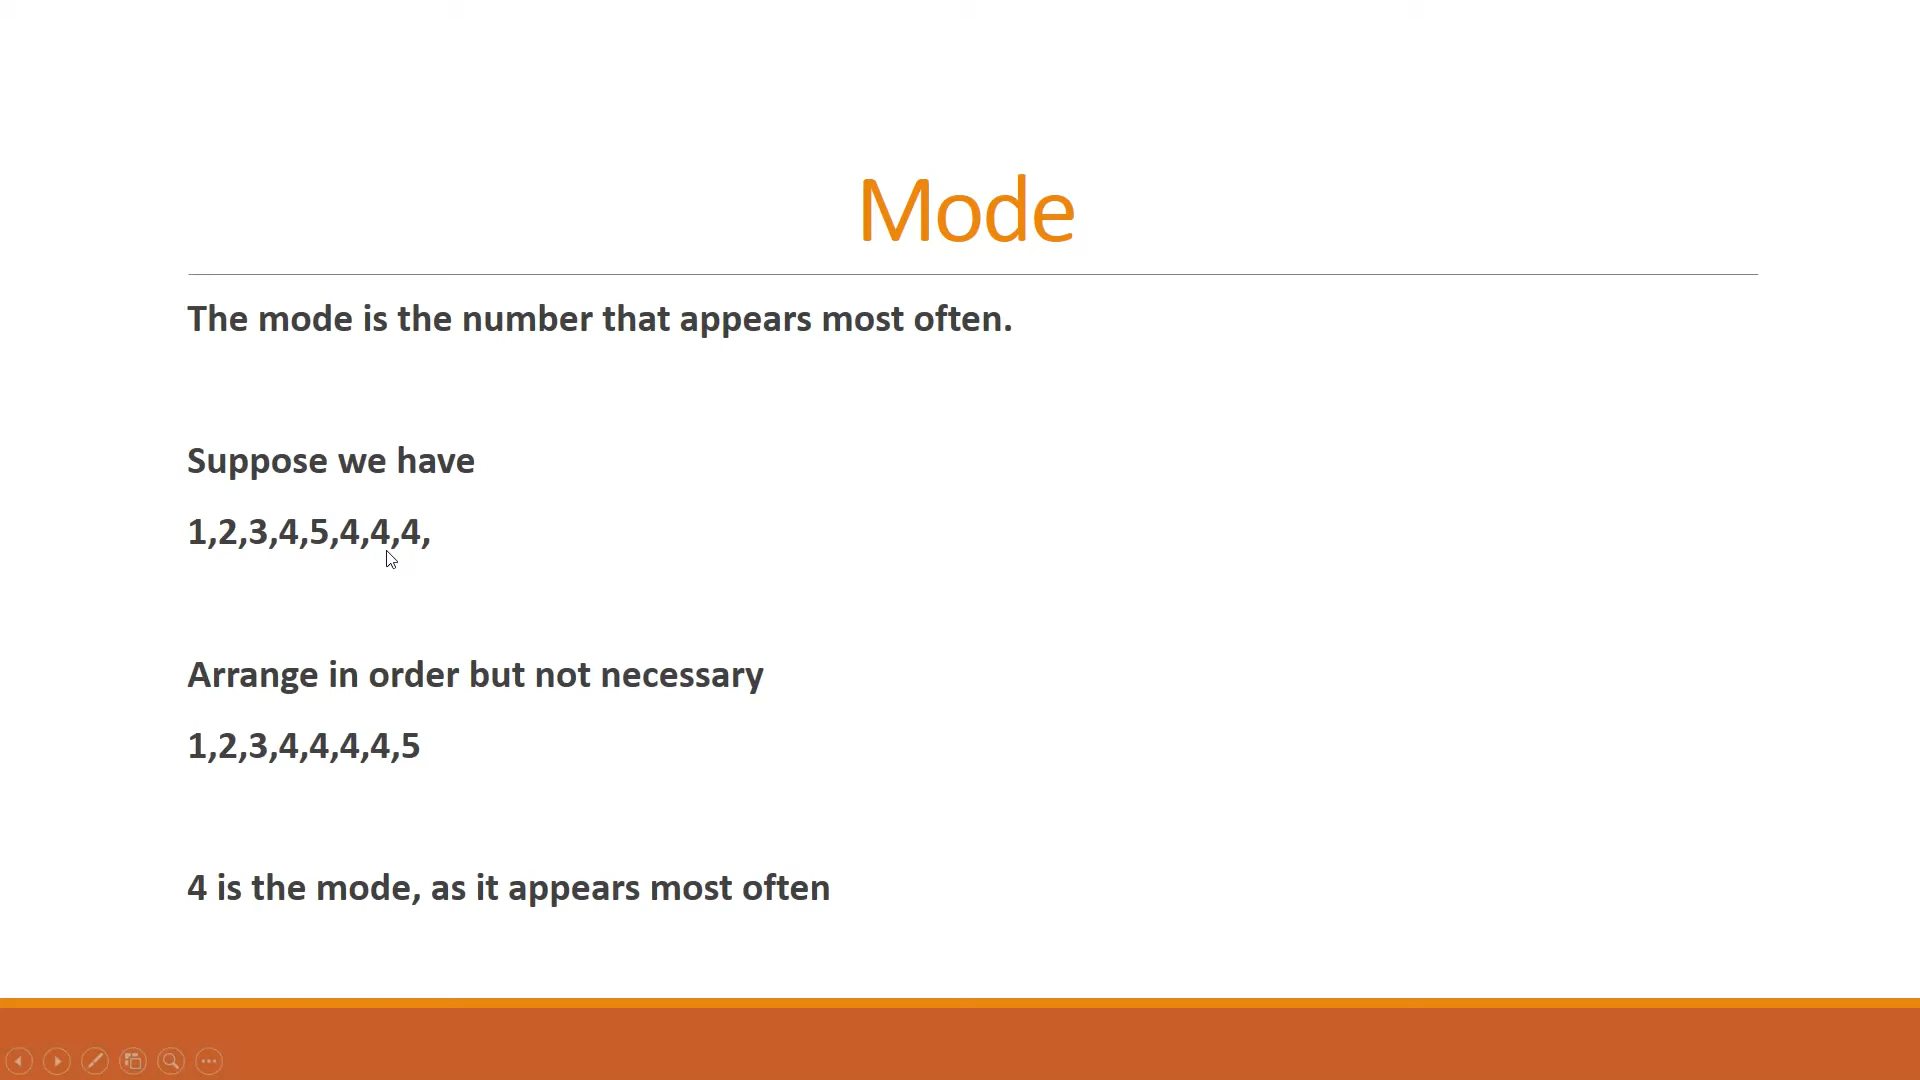 Mode
The mode is the number that appears most often.
Suppose we have
1,2,3,4,5,4,4,4,
Arrange in order but not necessary
1,2,3,4,4,4,4,5
4 is the mode, as it appears most often